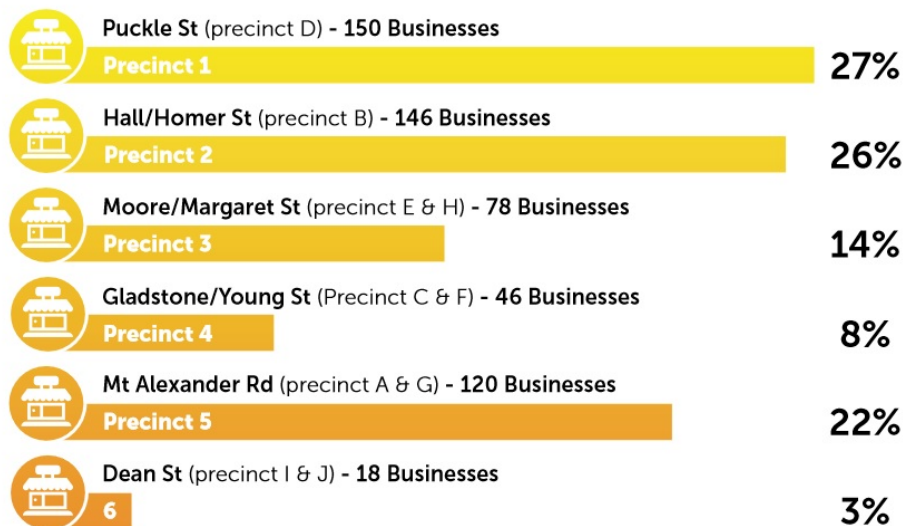 Puckle St (precinct D) - 150 Businesses
Precinct 1
27%
Hall/Homer St (precinct B) - 146 Businesses
Precinct 2
26%
Moore/Margaret St (precinct E & H) - 78 Businesses
Precinct 3
14%
Gladstone/Young St (Precinct C & F) - 46 Businesses
Precinct 4
8%
Mt Alexander Rd (precinct A & G) - 120 Businesses
Precinct 5
22%
Dean St (precinct I & J) - 18 Businesses
6
3%